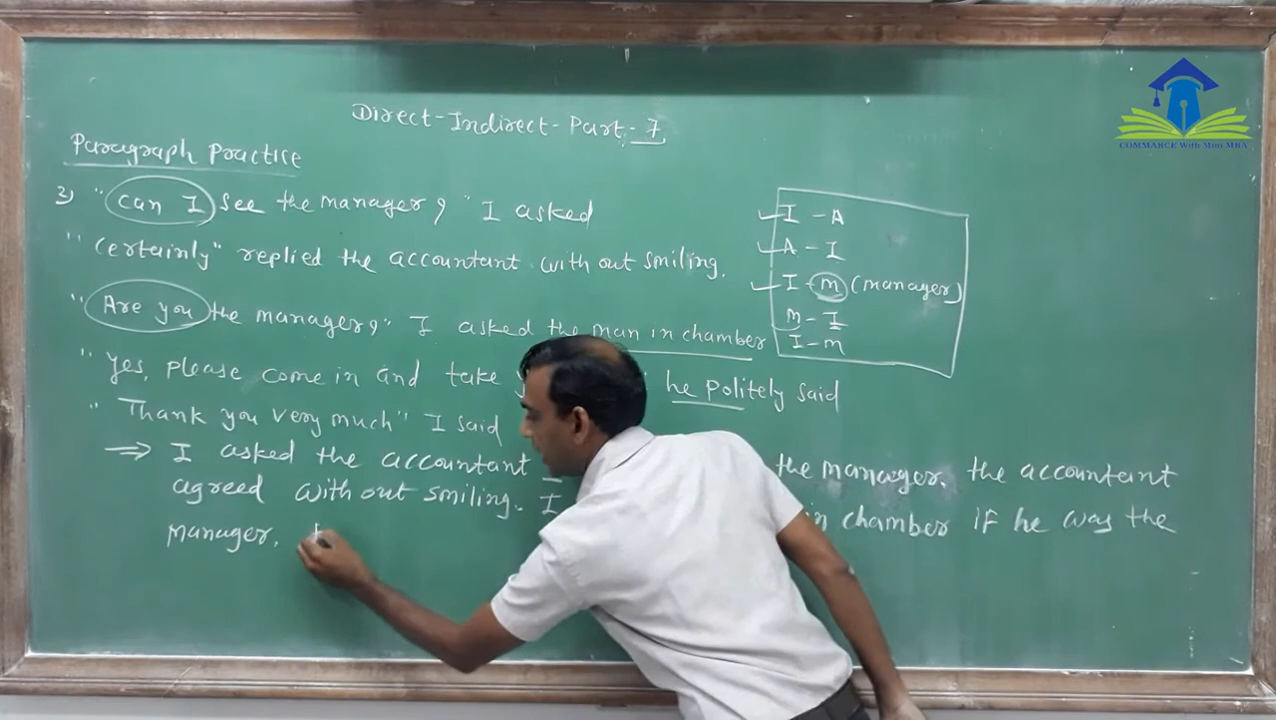 Direct-Indirect-Part-7.
Paragraph Practice
3) "Can I see the manager?" I asked
"Certainly" replied the accountant without smiling.
"Are you the manager?" I asked the man in chamber
"Yes, please come in and take he politely said
"Thank you very much" I said
⇒ I asked the accountant the manager. the accountant
agreed without smiling. I in chamber if he was the
manager.
I - A
A - I
I - m (manager)
m - I
I - m
COMMERCE With Mini MBA